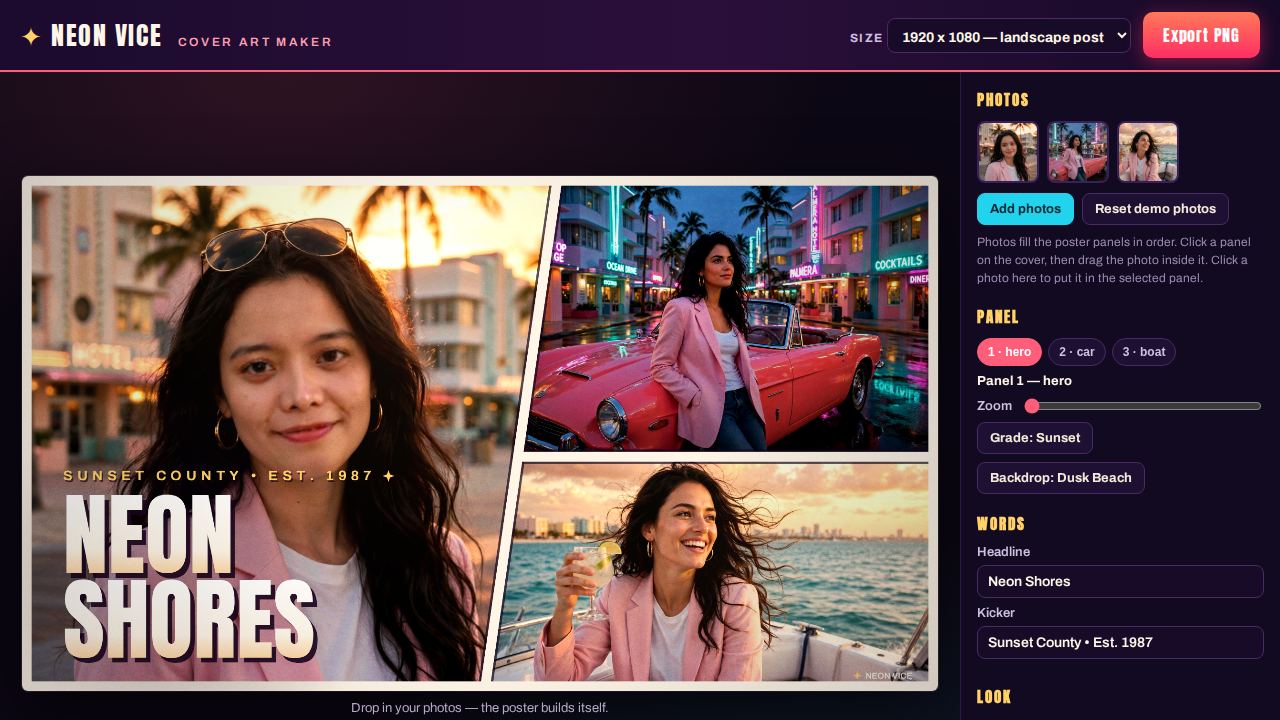 ✦ NEON VICE COVER ART MAKER
SIZE 1920 x 1080 — landscape post
Export PNG
SUNSET COUNTY • EST. 1987 ✦
NEON
SHORES
OCEAN DRIVE
ALMERA HOTEL
PALMERA
COCKTAILS
DINER
HOTEL
✦ NEON VICE
Drop in your photos — the poster builds itself.
PHOTOS
Add photos
Reset demo photos
Photos fill the poster panels in order. Click a panel
on the cover, then drag the photo inside it. Click a
photo here to put it in the selected panel.
PANEL
1 · hero
2 · car
3 · boat
Panel 1 — hero
Zoom
Grade: Sunset
Backdrop: Dusk Beach
WORDS
Headline
Neon Shores
Kicker
Sunset County • Est. 1987
LOOK